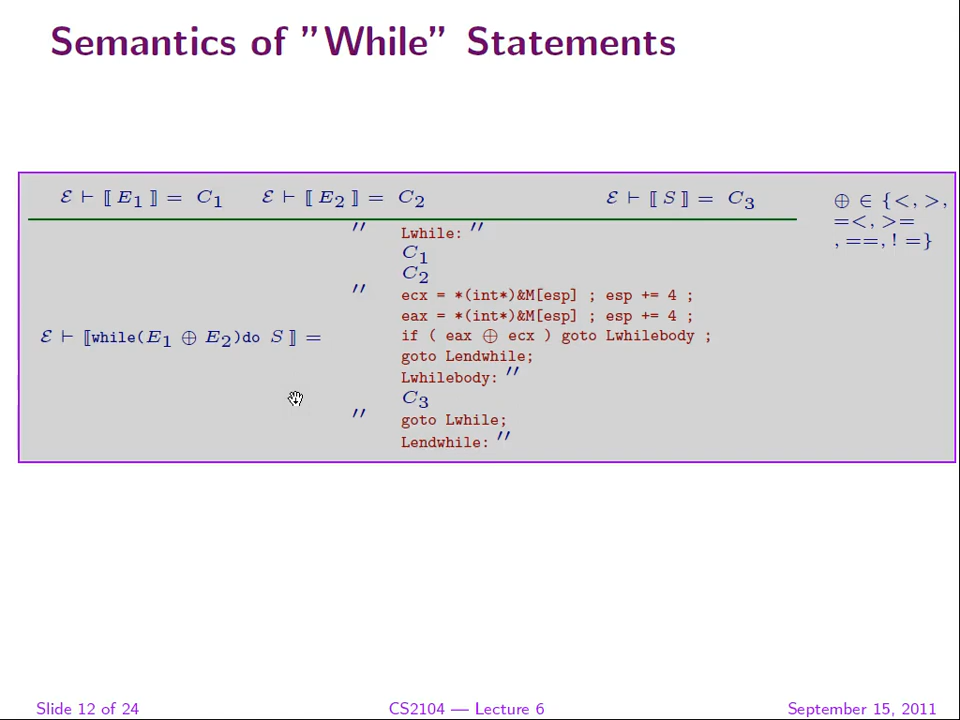 Semantics of "While" Statements
ℰ ⊢ ⟦ E₁ ⟧ = C₁ ℰ ⊢ ⟦ E₂ ⟧ = C₂ ℰ ⊢ ⟦ S ⟧ = C₃ ⊕ ∈ {<, >,
=<, >=
, ==, ! =}
″ Lwhile: ″
C₁
C₂
″ ecx = *(int*)&M[esp] ; esp += 4 ;
eax = *(int*)&M[esp] ; esp += 4 ;
ℰ ⊢ ⟦while(E₁ ⊕ E₂)do S ⟧ = if ( eax ⊕ ecx ) goto Lwhilebody ;
goto Lendwhile;
Lwhilebody: ″
C₃
″ goto Lwhile;
Lendwhile: ″
Slide 12 of 24 CS2104 — Lecture 6 September 15, 2011